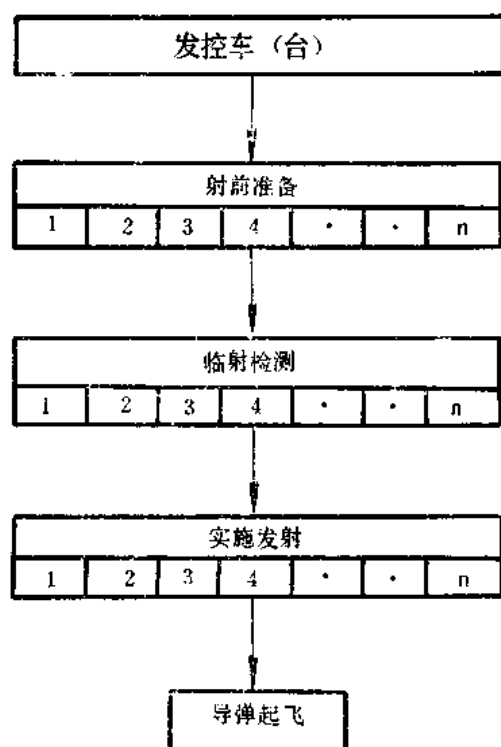 发控车（台）
射前准备
1 2 3 4 · · n
临射检测
1 2 3 4 · · n
实施发射
1 2 3 4 · · n
导弹起飞